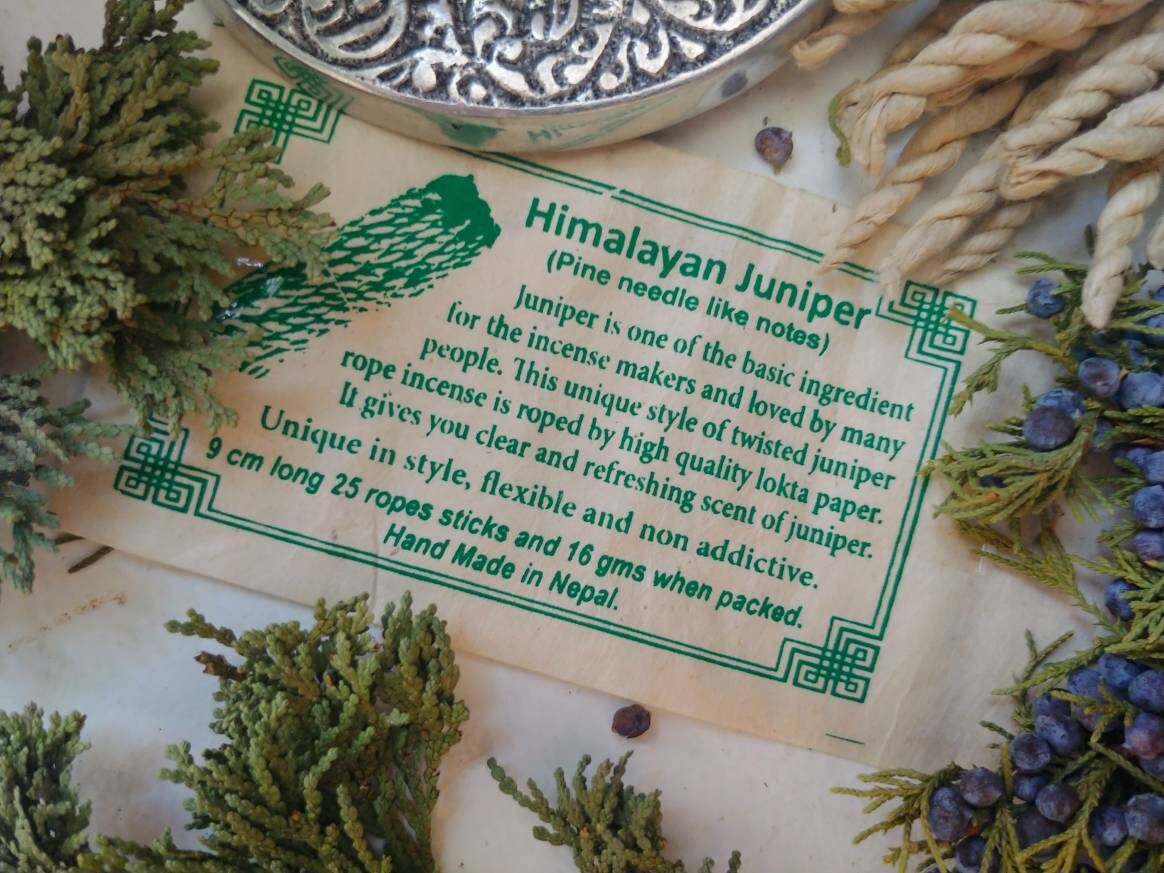 Himalayan Juniper
(Pine needle like notes)
Juniper is one of the basic ingredient
for the incense makers and loved by many
people. This unique style of twisted juniper
rope incense is roped by high quality lokta paper.
It gives you clear and refreshing scent of juniper.
Unique in style, flexible and non addictive.
9 cm long 25 ropes sticks and 16 gms when packed.
Hand Made in Nepal.